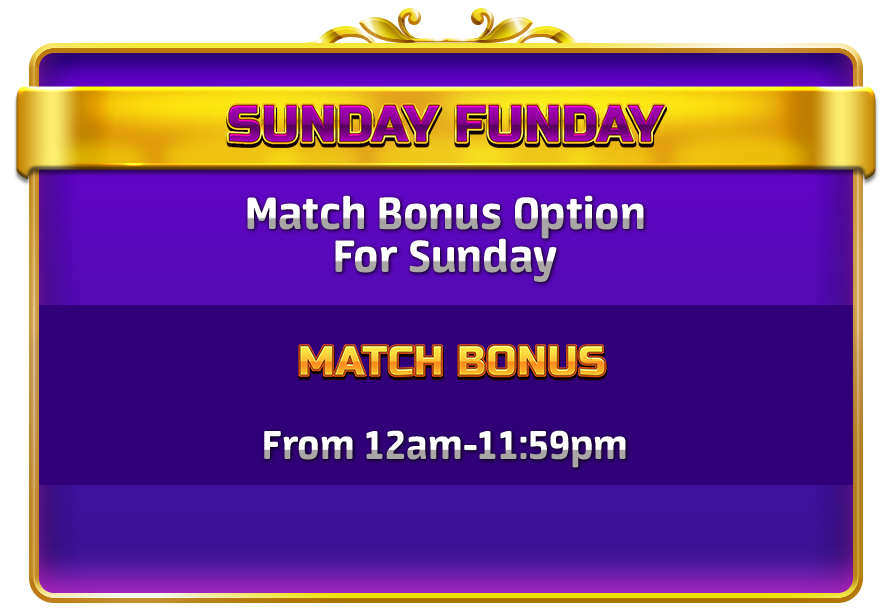 SUNDAY FUNDAY
Match Bonus Option
For Sunday
MATCH BONUS
From 12am-11:59pm